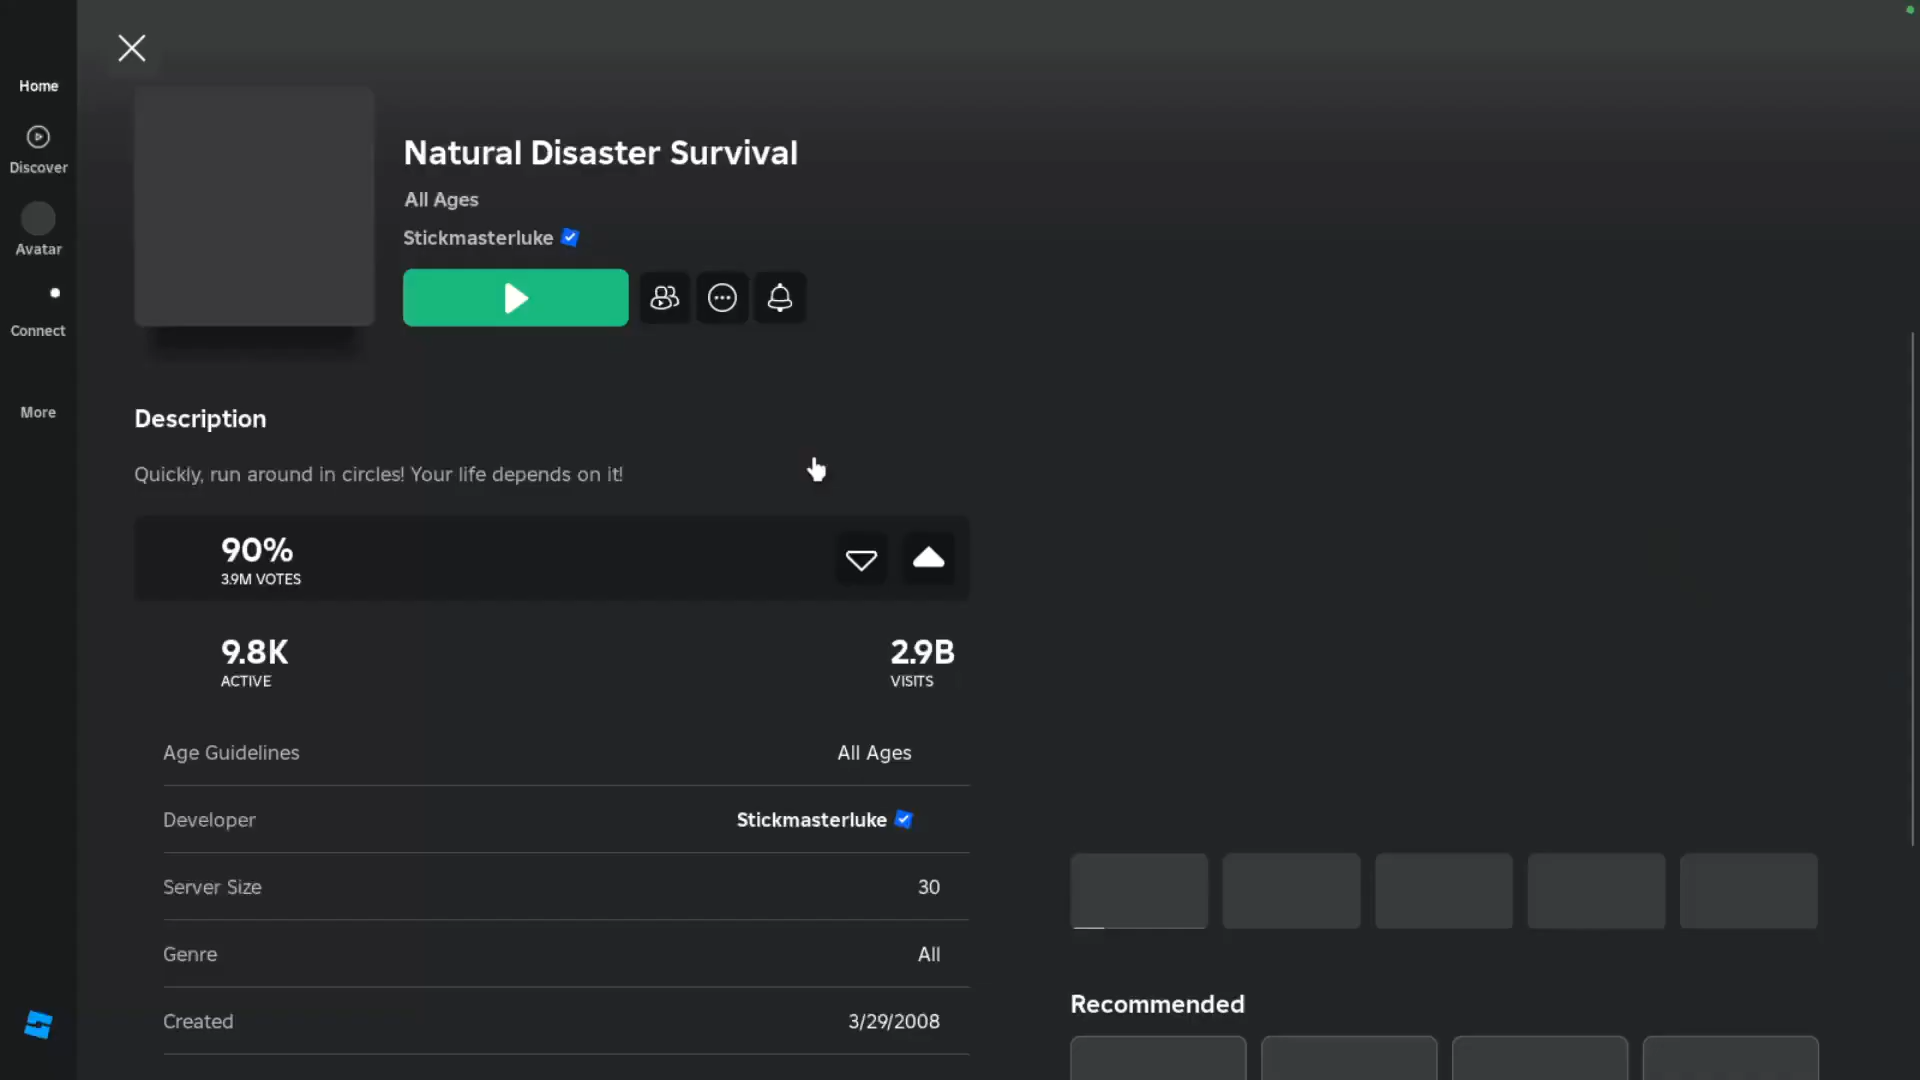 Home
Discover
Avatar
Connect
More
Natural Disaster Survival
All Ages
Stickmasterluke
Description
Quickly, run around in circles! Your life depends on it!
90%
3.9M VOTES
9.8K
ACTIVE
2.9B
VISITS
Age Guidelines All Ages
Developer Stickmasterluke
Server Size 30
Genre All
Created 3/29/2008
Recommended